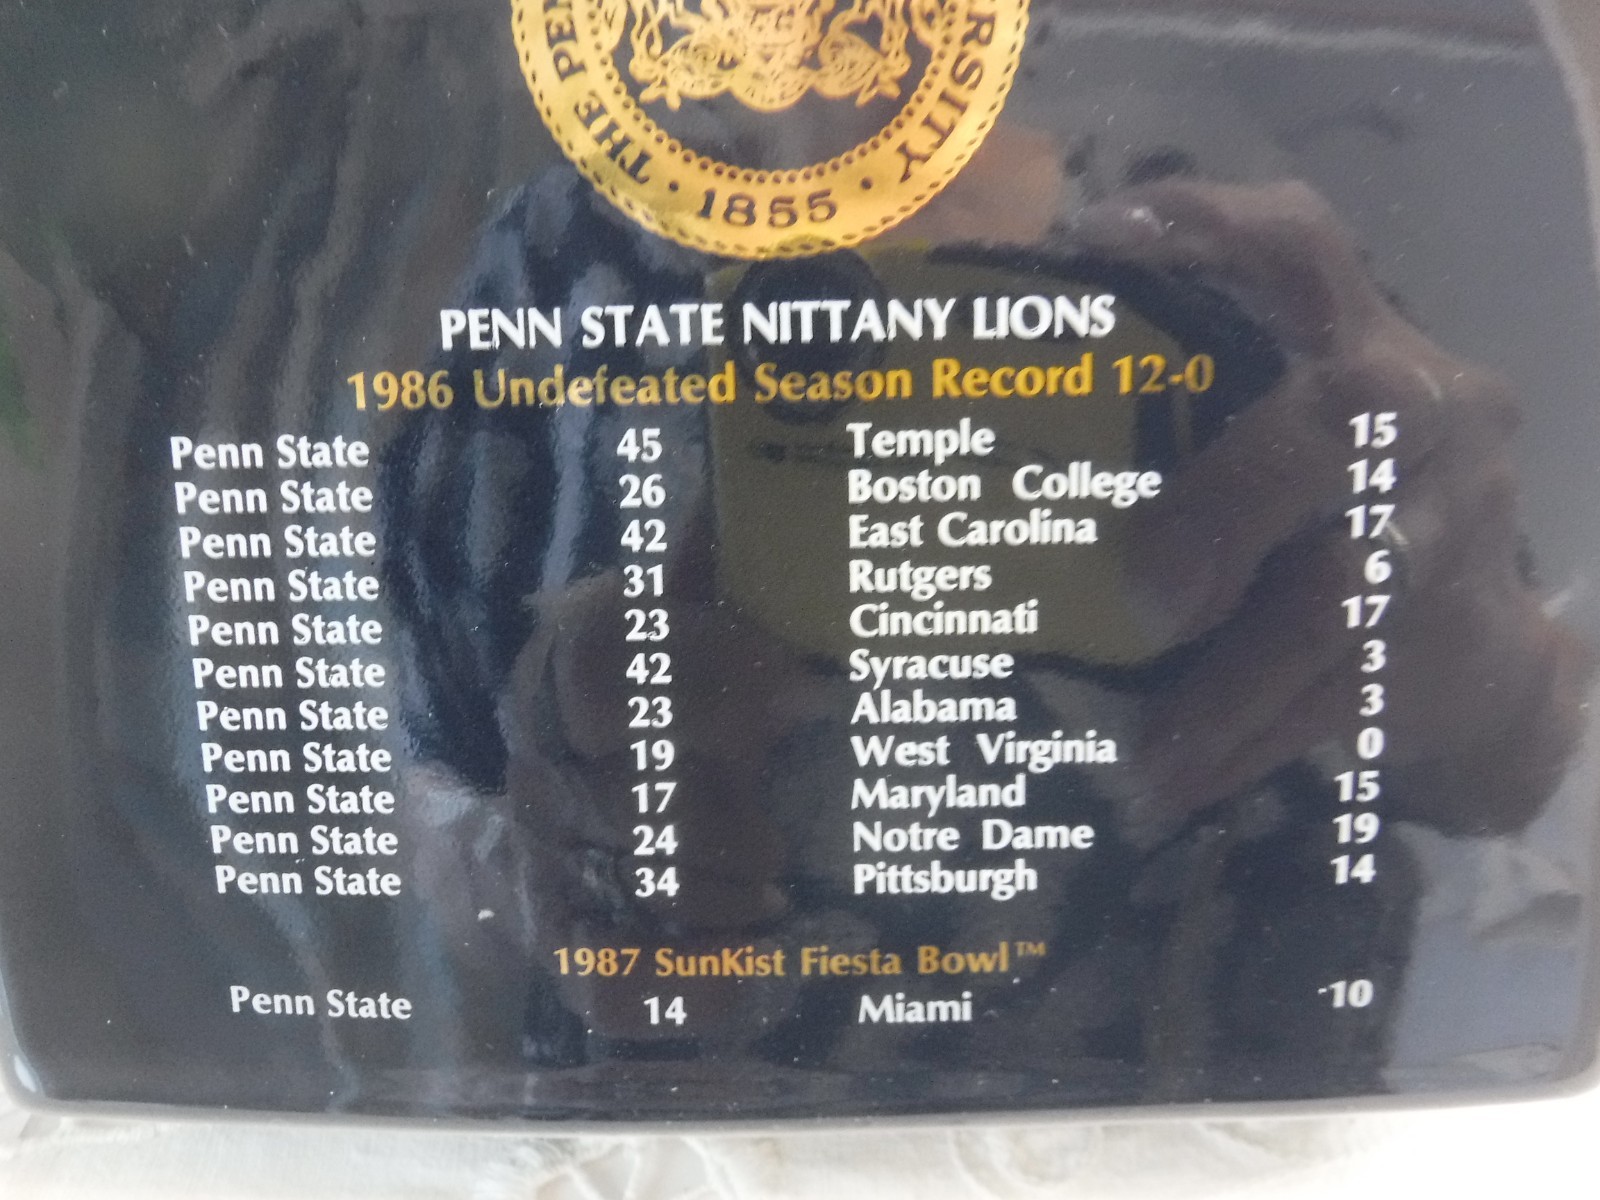 THE PEN RSITY
· 1855 ·
PENN STATE NITTANY LIONS
1986 Undefeated Season Record 12-0
Penn State 45 Temple 15
Penn State 26 Boston College 14
Penn State 42 East Carolina 17
Penn State 31 Rutgers 6
Penn State 23 Cincinnati 17
Penn State 42 Syracuse 3
Penn State 23 Alabama 3
Penn State 19 West Virginia 0
Penn State 17 Maryland 15
Penn State 24 Notre Dame 19
Penn State 34 Pittsburgh 14
1987 SunKist Fiesta Bowl™
Penn State 14 Miami 10